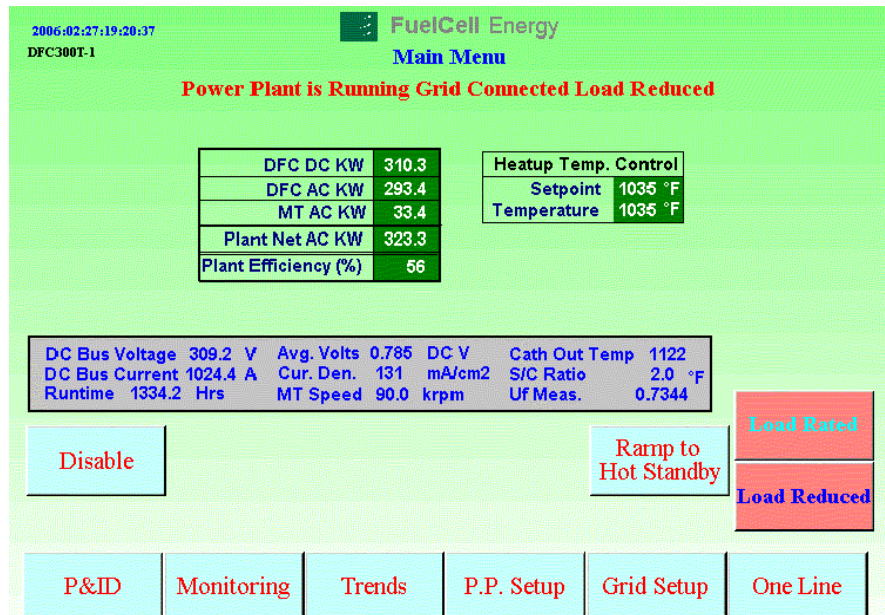 2006:02:27:19:20:37
DFC300T-1
FuelCell Energy
Main Menu
Power Plant is Running Grid Connected Load Reduced
DFC DC KW 310.3
DFC AC KW 293.4
MT AC KW 33.4
Plant Net AC KW 323.3
Plant Efficiency (%) 56
Heatup Temp. Control
Setpoint 1035 °F
Temperature 1035 °F
DC Bus Voltage 309.2 V Avg. Volts 0.785 DC V Cath Out Temp 1122
DC Bus Current 1024.4 A Cur. Den. 131 mA/cm2 S/C Ratio 2.0 °F
Runtime 1334.2 Hrs MT Speed 90.0 krpm Uf Meas. 0.7344
Disable
Ramp to
Hot Standby
Load Rated
Load Reduced
P&ID Monitoring Trends P.P. Setup Grid Setup One Line